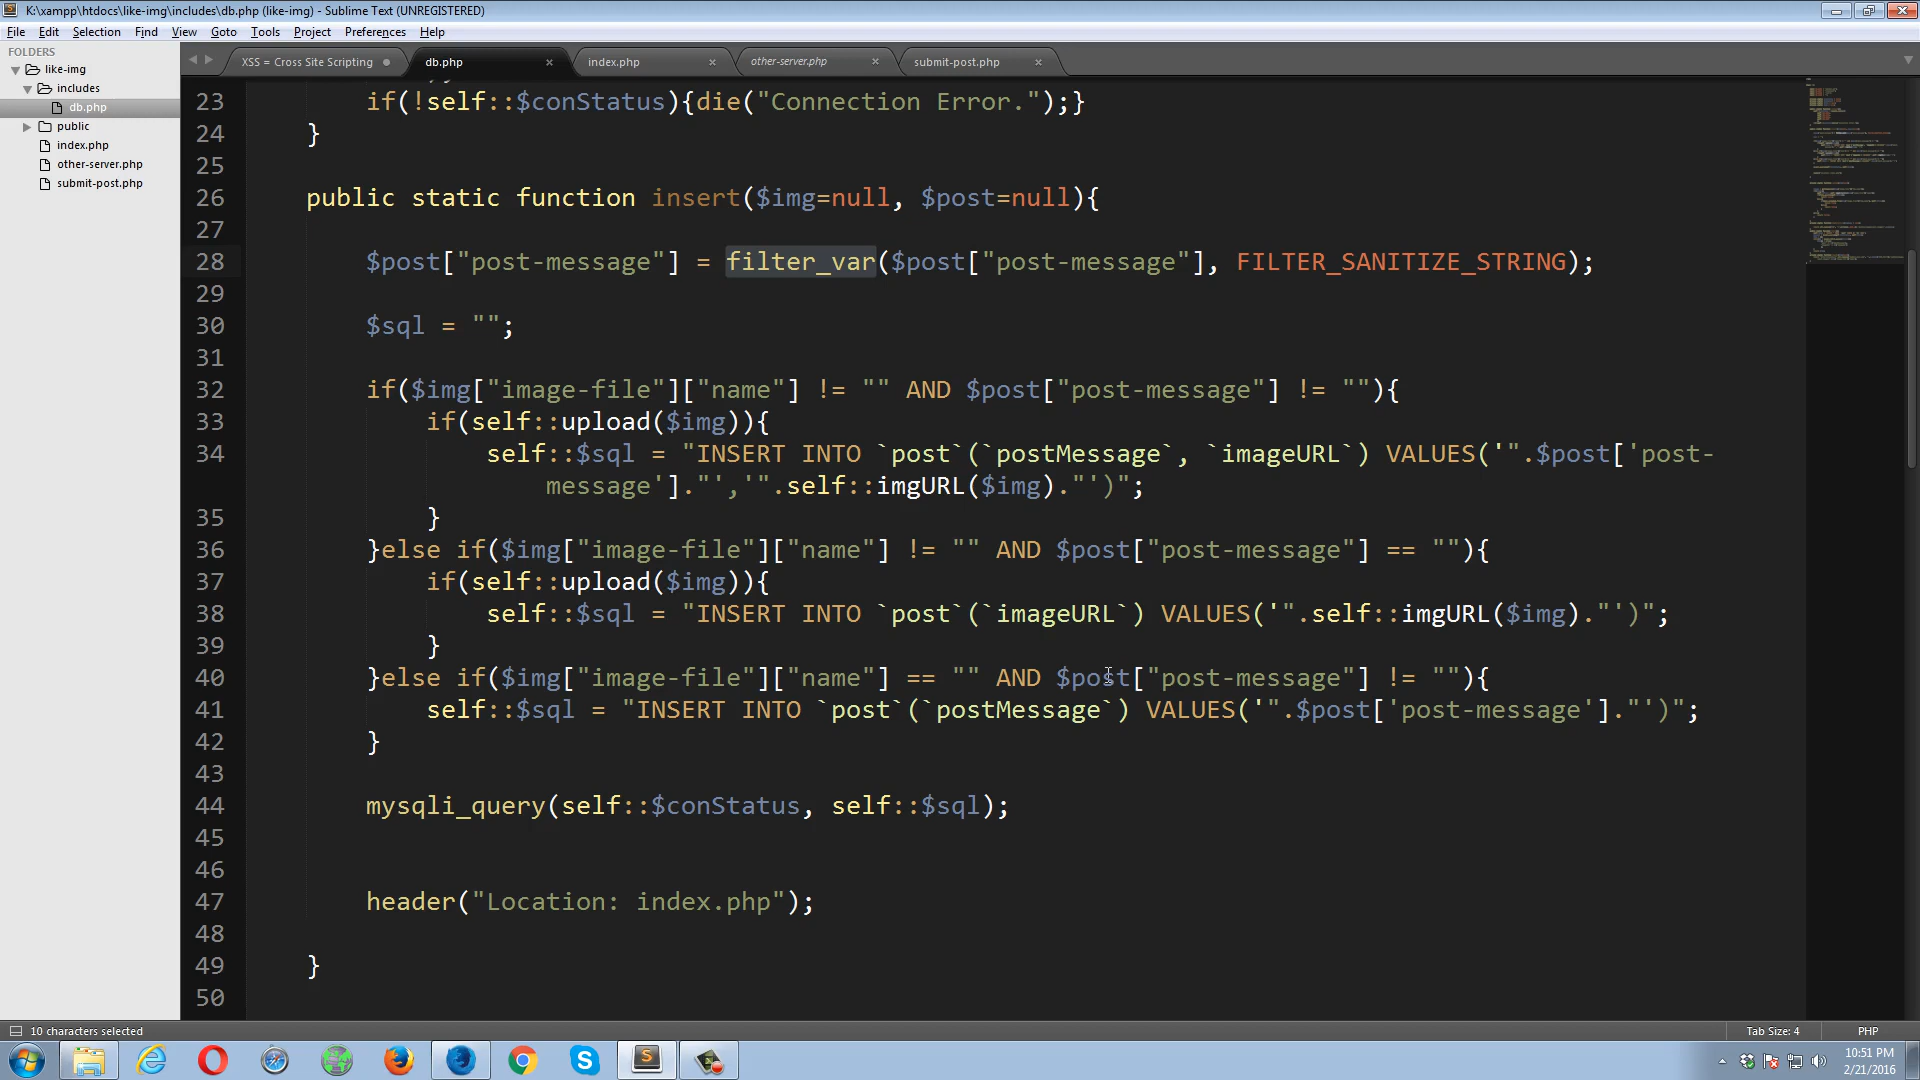 K:\xampp\htdocs\like-img\includes\db.php (like-img) - Sublime Text (UNREGISTERED)
File Edit Selection Find View Goto Tools Project Preferences Help
FOLDERS
like-img
includes
db.php
public
index.php
other-server.php
submit-post.php
XSS = Cross Site Scripting
db.php
index.php
other-server.php
submit-post.php
23 if(!self::$conStatus){die("Connection Error.");}
24 }
25
26 public static function insert($img=null, $post=null){
27
28 $post["post-message"] = filter_var($post["post-message"], FILTER_SANITIZE_STRING);
29
30 $sql = "";
31
32 if($img["image-file"]["name"] != "" AND $post["post-message"] != ""){
33 if(self::upload($img)){
34 self::$sql = "INSERT INTO `post`(`postMessage`, `imageURL`) VALUES('".$post['post-
message']."','".self::imgURL($img)."')";
35 }
36 }else if($img["image-file"]["name"] != "" AND $post["post-message"] == ""){
37 if(self::upload($img)){
38 self::$sql = "INSERT INTO `post`(`imageURL`) VALUES('".self::imgURL($img)."')";
39 }
40 }else if($img["image-file"]["name"] == "" AND $post["post-message"] != ""){
41 self::$sql = "INSERT INTO `post`(`postMessage`) VALUES('".$post['post-message']."')";
42 }
43
44 mysqli_query(self::$conStatus, self::$sql);
45
46
47 header("Location: index.php");
48
49 }
50
10 characters selected
Tab Size: 4
PHP
10:51 PM
2/21/2016